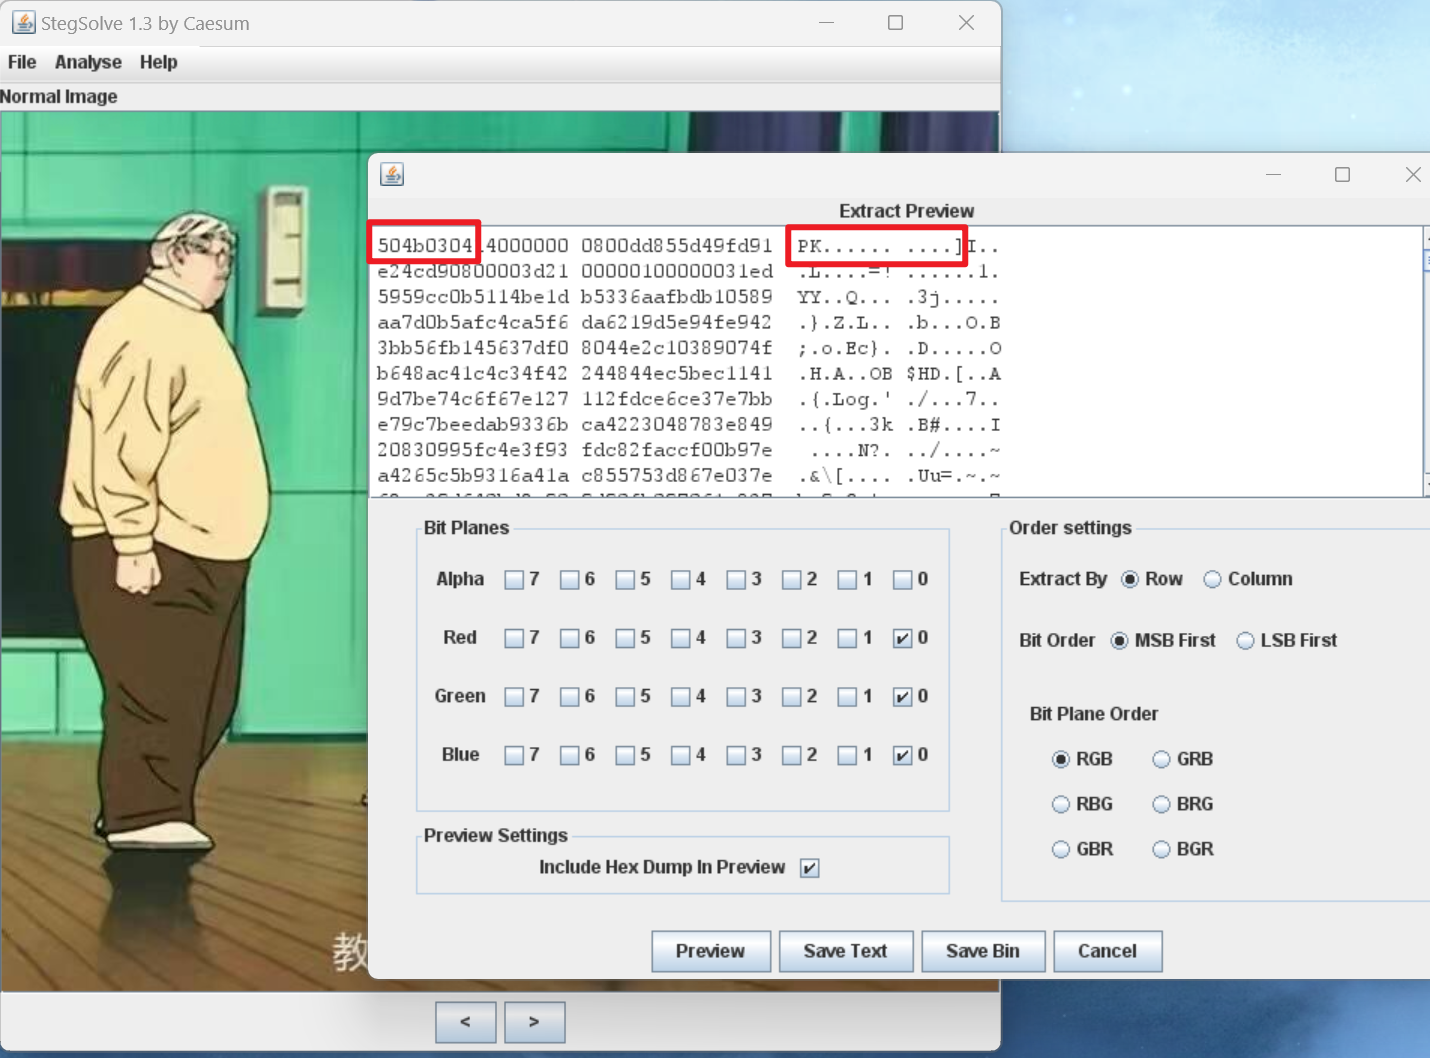 StegSolve 1.3 by Caesum
File Analyse Help
Normal Image
Extract Preview
504b030414000000 0800dd855d49fd91 PK...... ....]I..
e24cd90800003d21 00000100000031ed .L....=! ......1.
5959cc0b5114be1d b5336aafbdb10589 YY..Q... .3j.....
aa7d0b5afc4ca5f6 da6219d5e94fe942 .}.Z.L.. .b...O.B
3bb56fb145637df0 8044e2c10389074f ;.o.Ec}. .D.....O
b648ac41c4c34f42 244844ec5bec1141 .H.A..OB $HD.[..A
9d7be74c6f67e127 112fdce6ce37e7bb .{.Log.' ./...7..
e79c7beedab9336b ca4223048783e849 ..{...3k .B#....I
20830995fc4e3f93 fdc82faccf00b97e ....N?. ../....~
a4265c5b9316a41a c855753d867e037e .&\[.... .Uu=.~.~
Bit Planes
Alpha 7 6 5 4 3 2 1 0
Red 7 6 5 4 3 2 1 0
Green 7 6 5 4 3 2 1 0
Blue 7 6 5 4 3 2 1 0
Preview Settings
Include Hex Dump In Preview
Order settings
Extract By Row Column
Bit Order MSB First LSB First
Bit Plane Order
RGB GRB
RBG BRG
GBR BGR
教
Preview Save Text Save Bin Cancel
< >